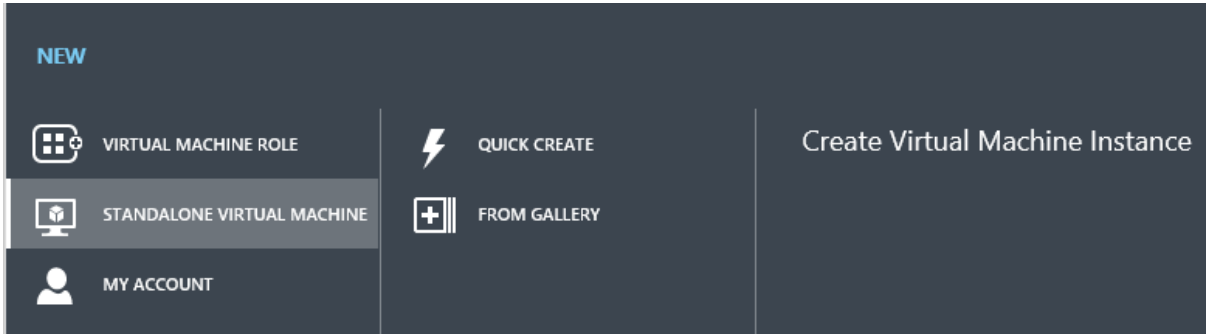 NEW
VIRTUAL MACHINE ROLE
STANDALONE VIRTUAL MACHINE
MY ACCOUNT
QUICK CREATE
FROM GALLERY
Create Virtual Machine Instance